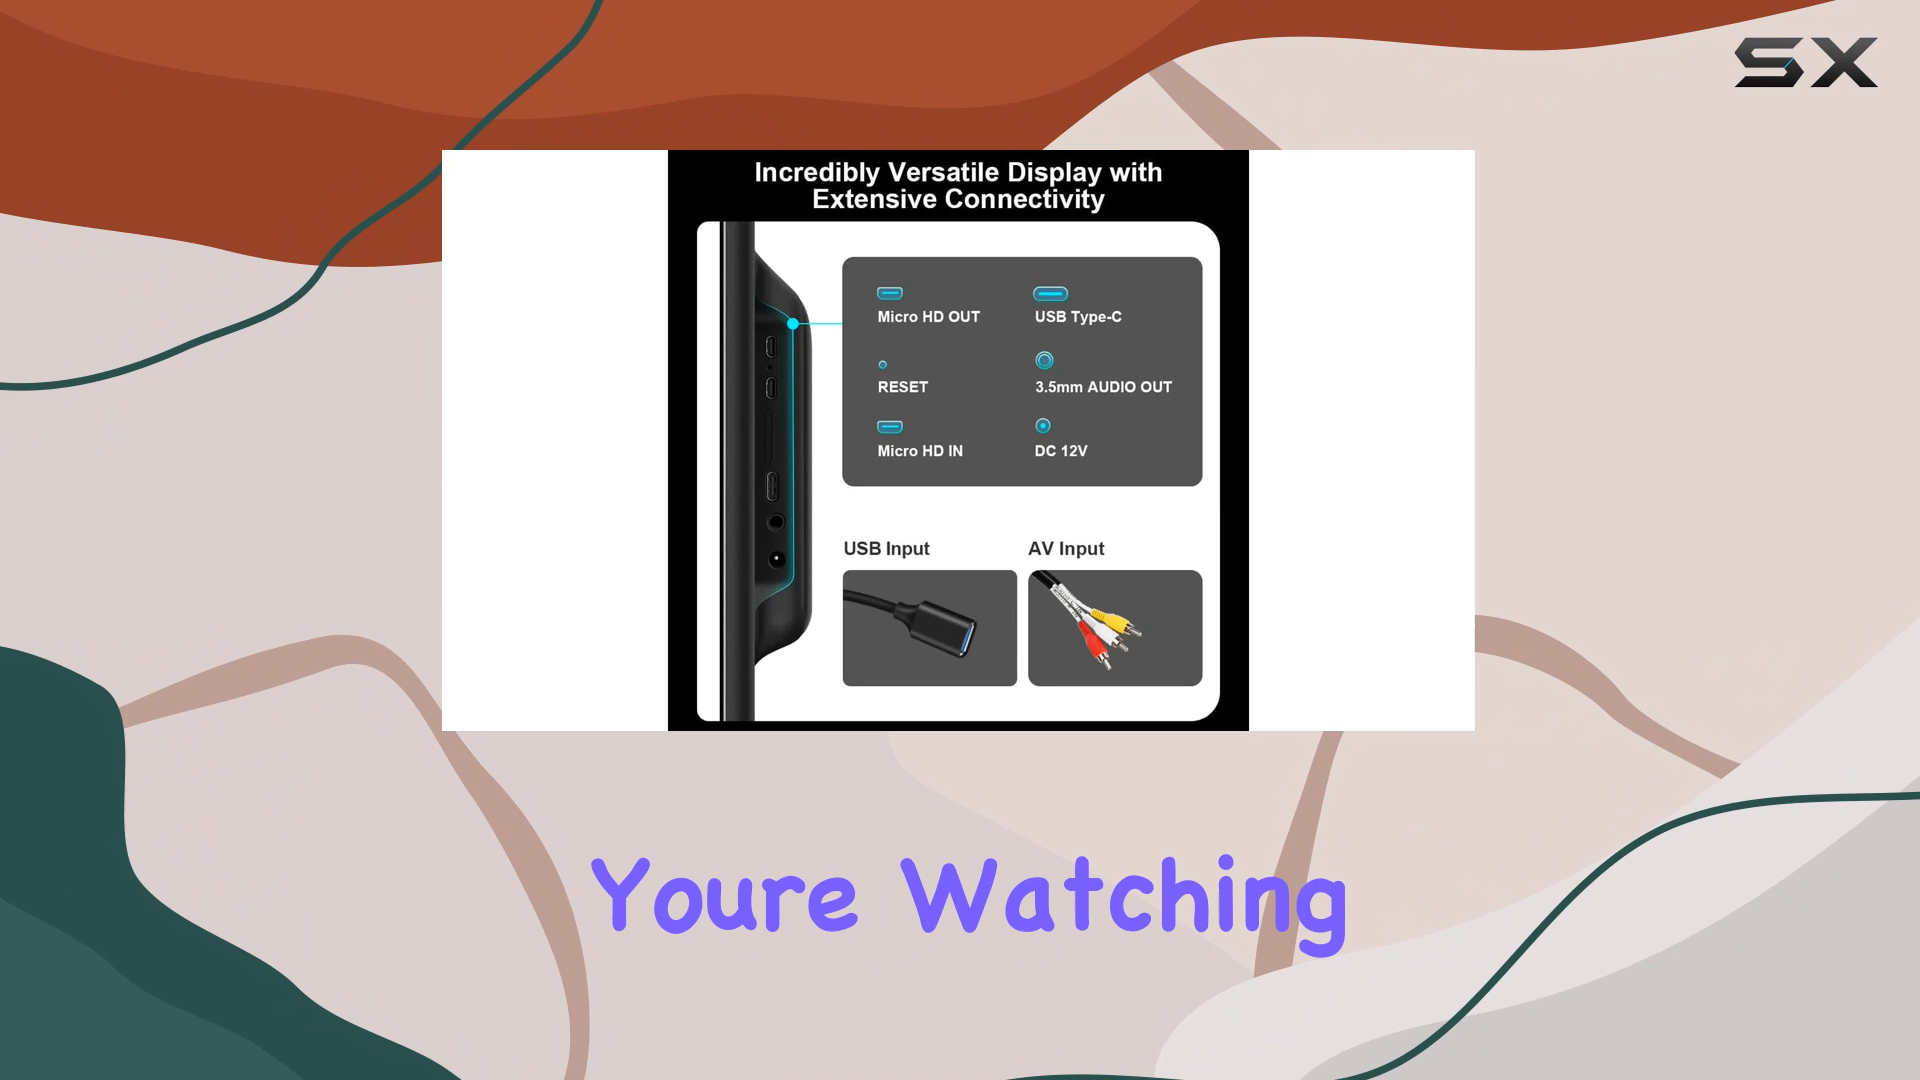 SX
Incredibly Versatile Display with
Extensive Connectivity
Micro HD OUT
USB Type-C
RESET
3.5mm AUDIO OUT
Micro HD IN
DC 12V
USB Input
AV Input
Youre Watching